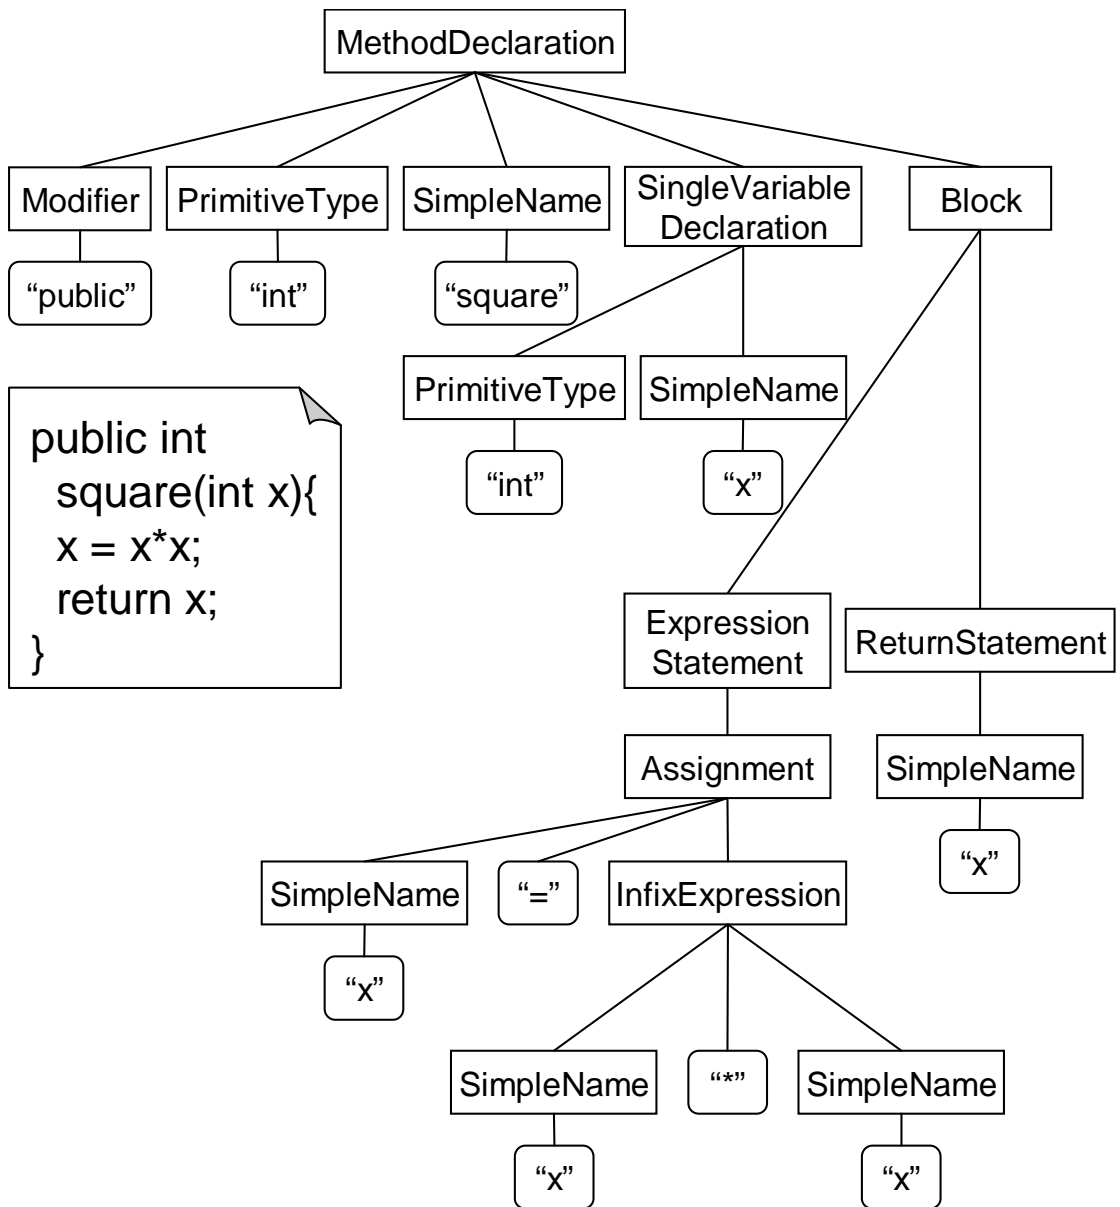 MethodDeclaration
Modifier
PrimitiveType
SimpleName
SingleVariable
Declaration
Block
“public”
“int”
“square”
PrimitiveType
SimpleName
“int”
“x”
public int
square(int x){
x = x*x;
return x;
}
Expression
Statement
ReturnStatement
Assignment
SimpleName
“x”
SimpleName
“=”
InfixExpression
“x”
SimpleName
“*”
SimpleName
“x”
“x”